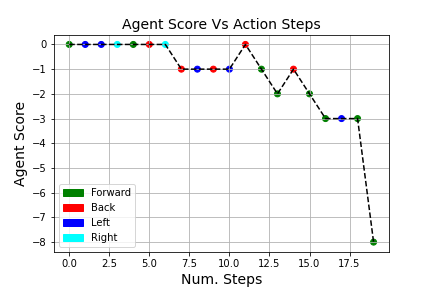 Agent Score Vs Action Steps
0
−1
−2
−3
−4
−5
−6
−7
−8
Agent Score
Forward
Back
Left
Right
0.0 2.5 5.0 7.5 10.0 12.5 15.0 17.5
Num. Steps